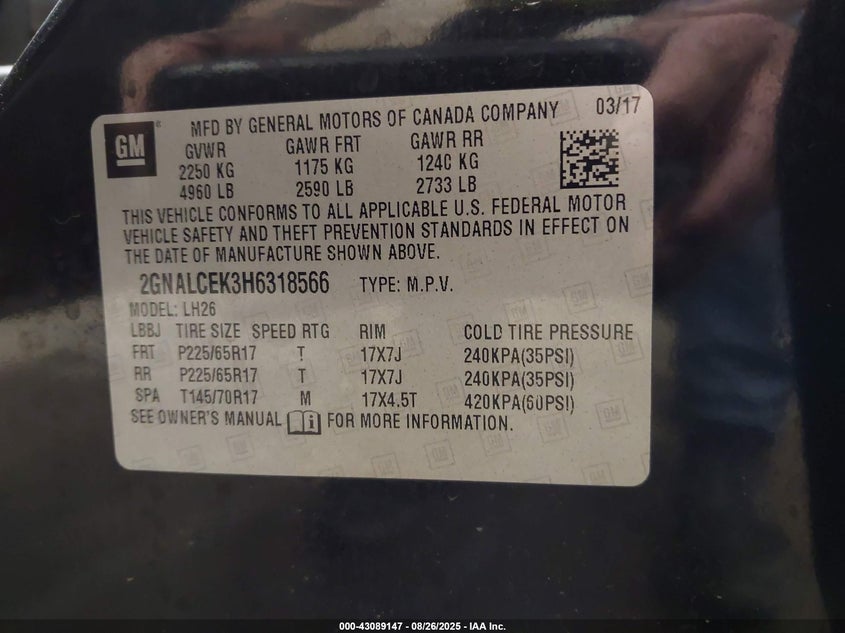 GM® MFD BY GENERAL MOTORS OF CANADA COMPANY 03/17
GVWR GAWR FRT GAWR RR
2250 KG 1175 KG 1240 KG
4960 LB 2590 LB 2733 LB
THIS VEHICLE CONFORMS TO ALL APPLICABLE U.S. FEDERAL MOTOR
VEHICLE SAFETY AND THEFT PREVENTION STANDARDS IN EFFECT ON
THE DATE OF MANUFACTURE SHOWN ABOVE.
2GNALCEK3H6318566 TYPE: M.P.V.
MODEL: LH26
LBBJ TIRE SIZE SPEED RTG RIM COLD TIRE PRESSURE
FRT P225/65R17 T 17X7J 240KPA(35PSI)
RR P225/65R17 T 17X7J 240KPA(35PSI)
SPA T145/70R17 M 17X4.5T 420KPA(60PSI)
SEE OWNER'S MANUAL FOR MORE INFORMATION.
000-43089147 - 08/26/2025 - IAA Inc.